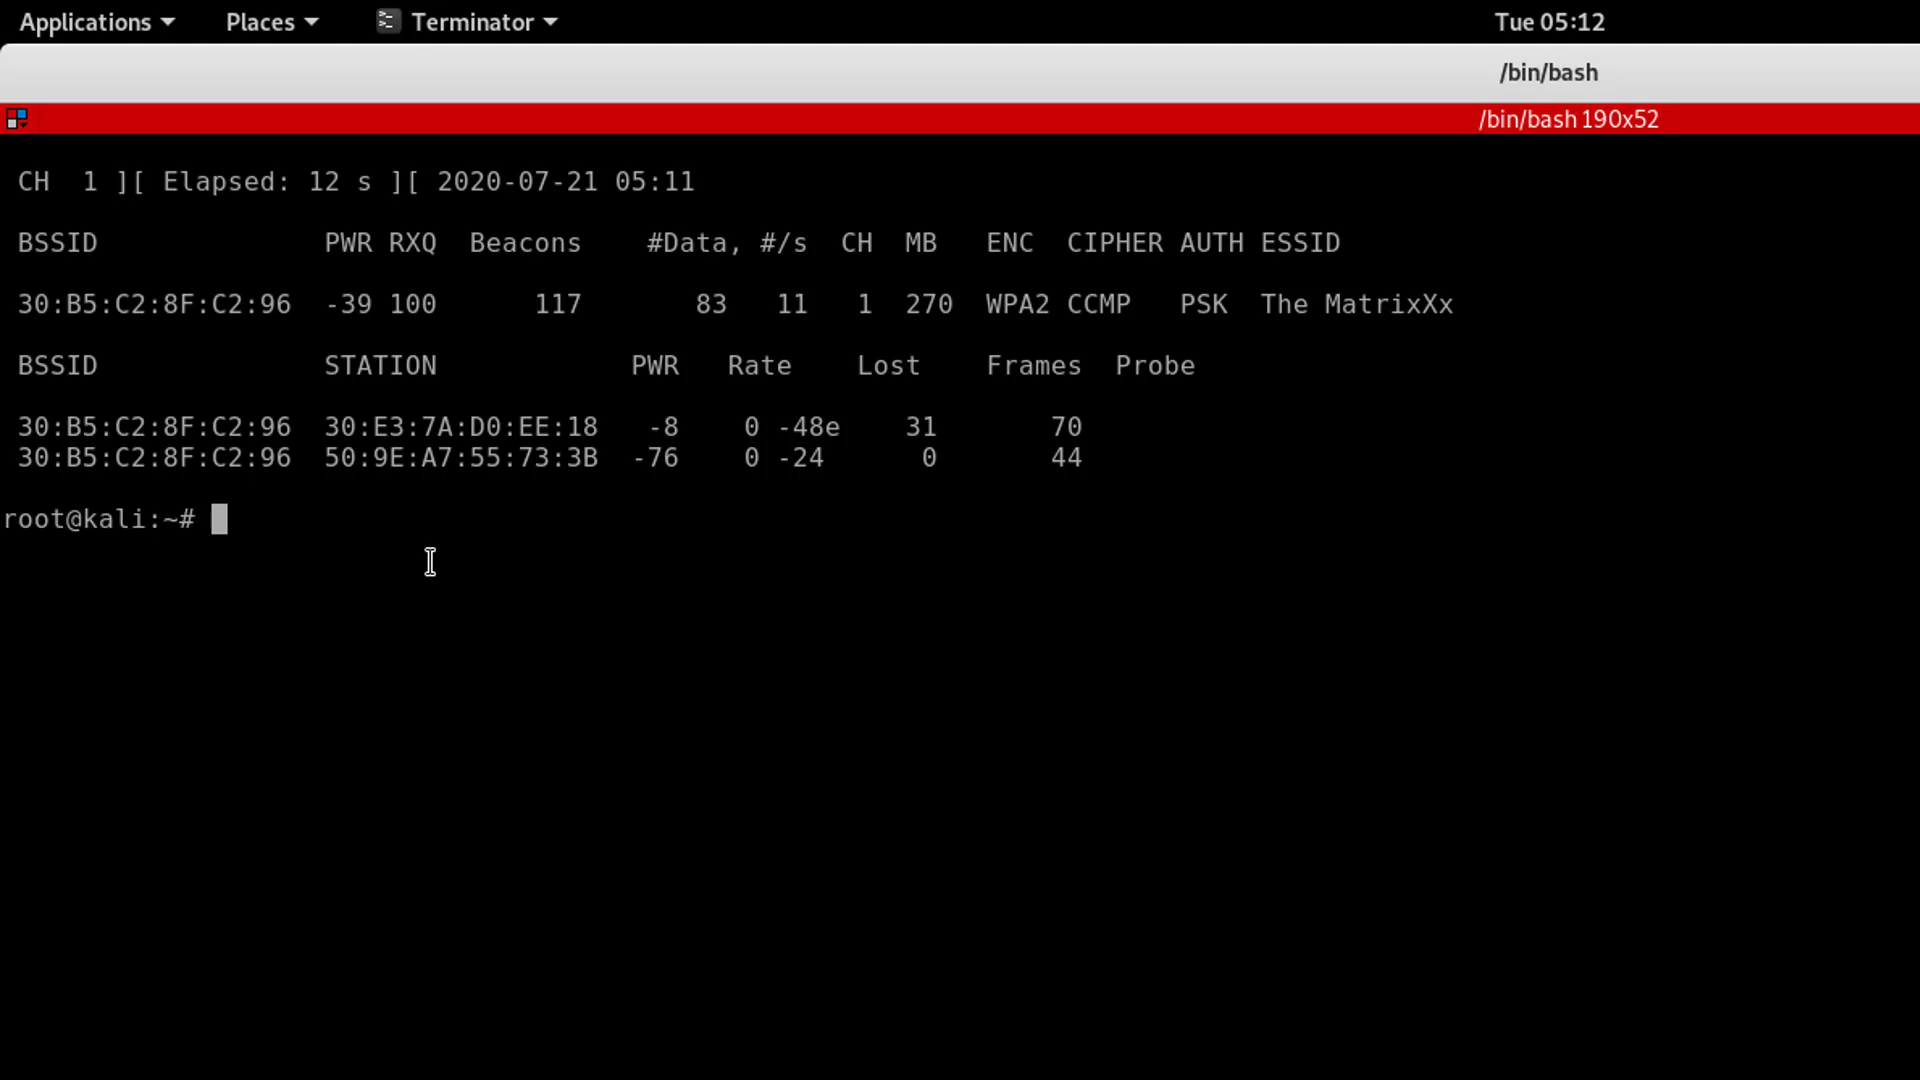 Applications Places Terminator Tue 05:12
/bin/bash
/bin/bash 190x52
CH  1 ][ Elapsed: 12 s ][ 2020-07-21 05:11
BSSID              PWR RXQ  Beacons    #Data, #/s  CH  MB   ENC  CIPHER AUTH ESSID
30:B5:C2:8F:C2:96  -39 100      117       83   11   1  270  WPA2 CCMP   PSK  The MatrixXx
BSSID              STATION            PWR   Rate    Lost    Frames  Probe
30:B5:C2:8F:C2:96  30:E3:7A:D0:EE:18   -8    0 -48e    31       70
30:B5:C2:8F:C2:96  50:9E:A7:55:73:3B  -76    0 -24      0       44
root@kali:~#